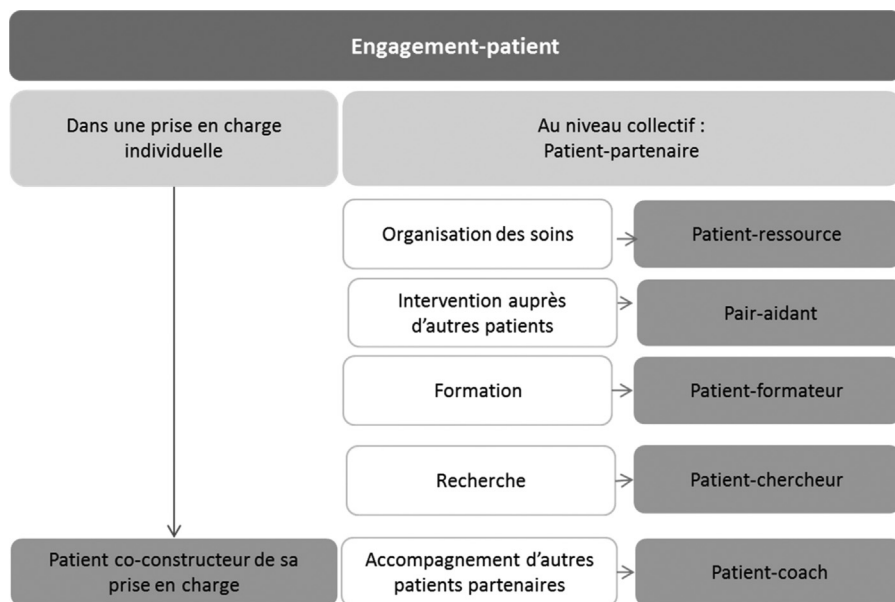 Engagement-patient
Dans une prise en charge
individuelle
Au niveau collectif :
Patient-partenaire
Organisation des soins
Patient-ressource
Intervention auprès
d'autres patients
Pair-aidant
Formation
Patient-formateur
Recherche
Patient-chercheur
Patient co-constructeur de sa
prise en charge
Accompagnement d'autres
patients partenaires
Patient-coach